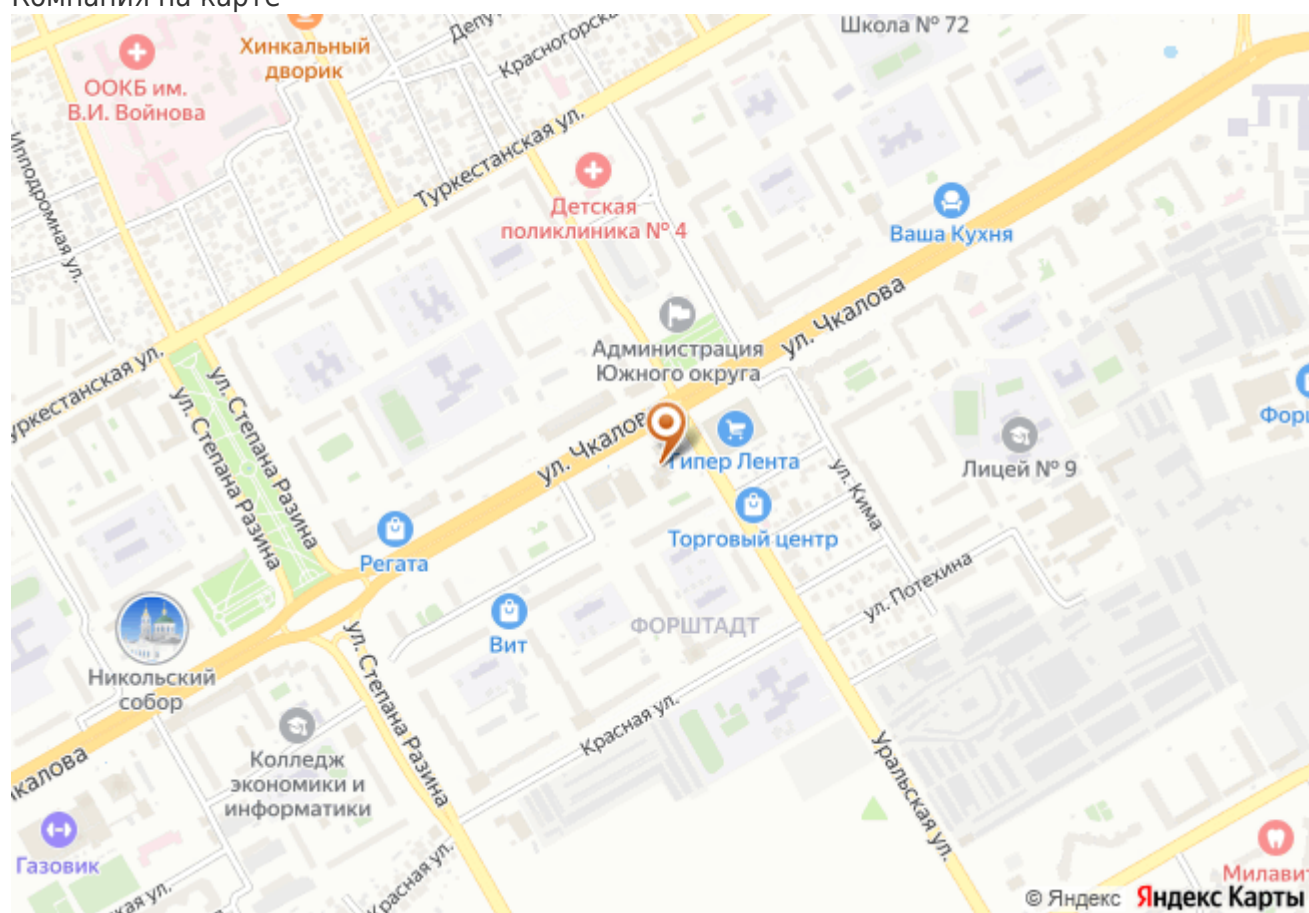 Компания на карте
Школа № 72
Хинкальный
дворик
Красногорска
ООКБ им.
В.И. Войнова
Ипподромная ул.
Туркестанская ул.
Детская
поликлиника № 4
Ваша Кухня
ул. Чкалова
Администрация
Южного округа
Туркестанская ул.
ул. Степана Разина
ул. Степана Разина
ул. Чкалова
Гипер Лента
Лицей № 9
ул. Кима
Торговый центр
Регата
ул. Потехина
Вит
ФОРШТАДТ
Никольский
собор
ул. Степана Разина
Красная ул.
Колледж
экономики и
информатики
Чкалова
Уральская ул.
Газовик
Красная ул.
Милавит
© Яндекс Яндекс Карты